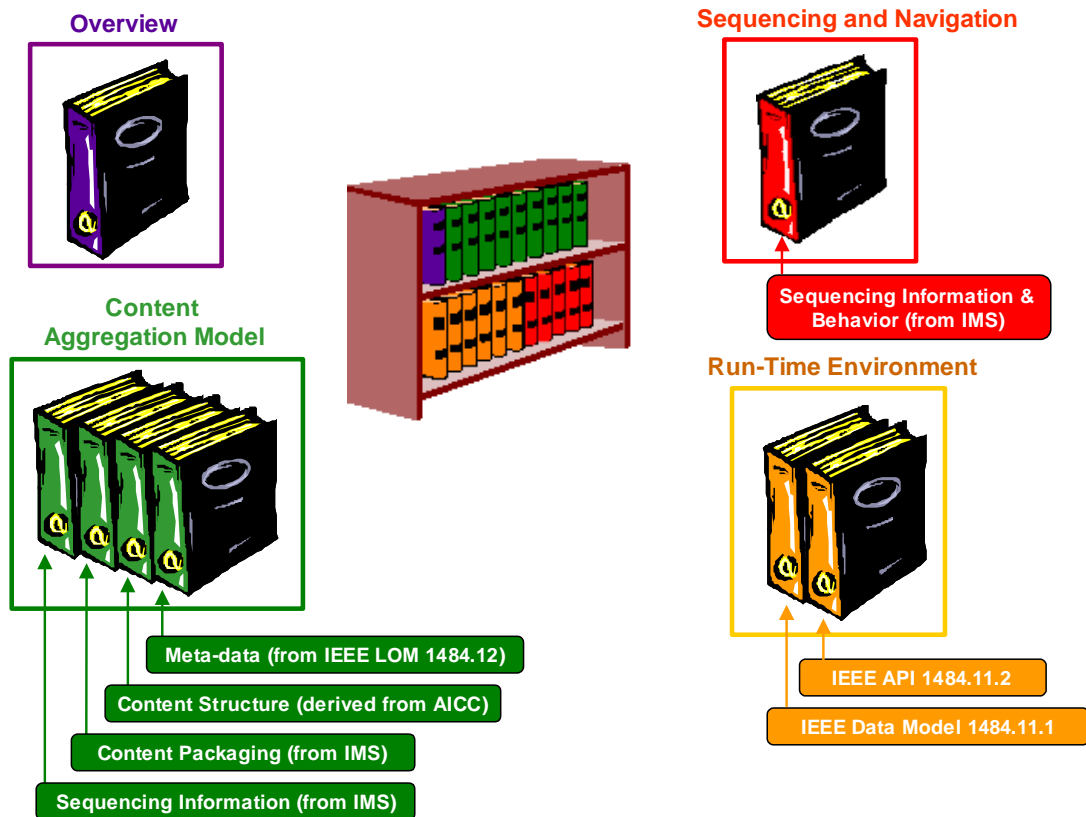 Overview
Sequencing and Navigation
Sequencing Information &
Behavior (from IMS)
Content
Aggregation Model
Run-Time Environment
Meta-data (from IEEE LOM 1484.12)
Content Structure (derived from AICC)
Content Packaging (from IMS)
Sequencing Information (from IMS)
IEEE API 1484.11.2
IEEE Data Model 1484.11.1